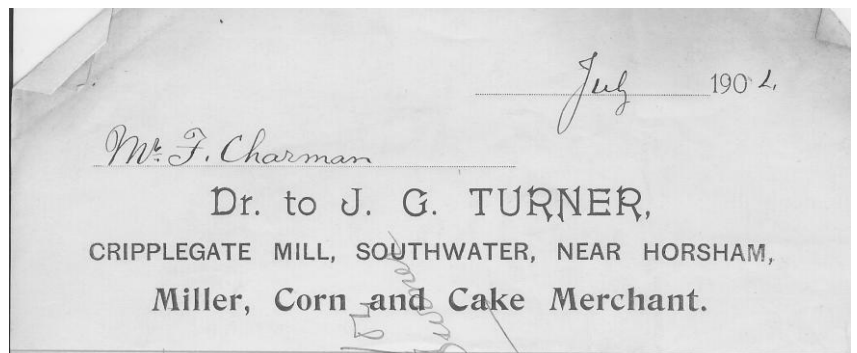 July 1902.
Mr. F. Charman
Dr. to J. G. TURNER,
CRIPPLEGATE MILL, SOUTHWATER, NEAR HORSHAM,
Miller, Corn and Cake Merchant.